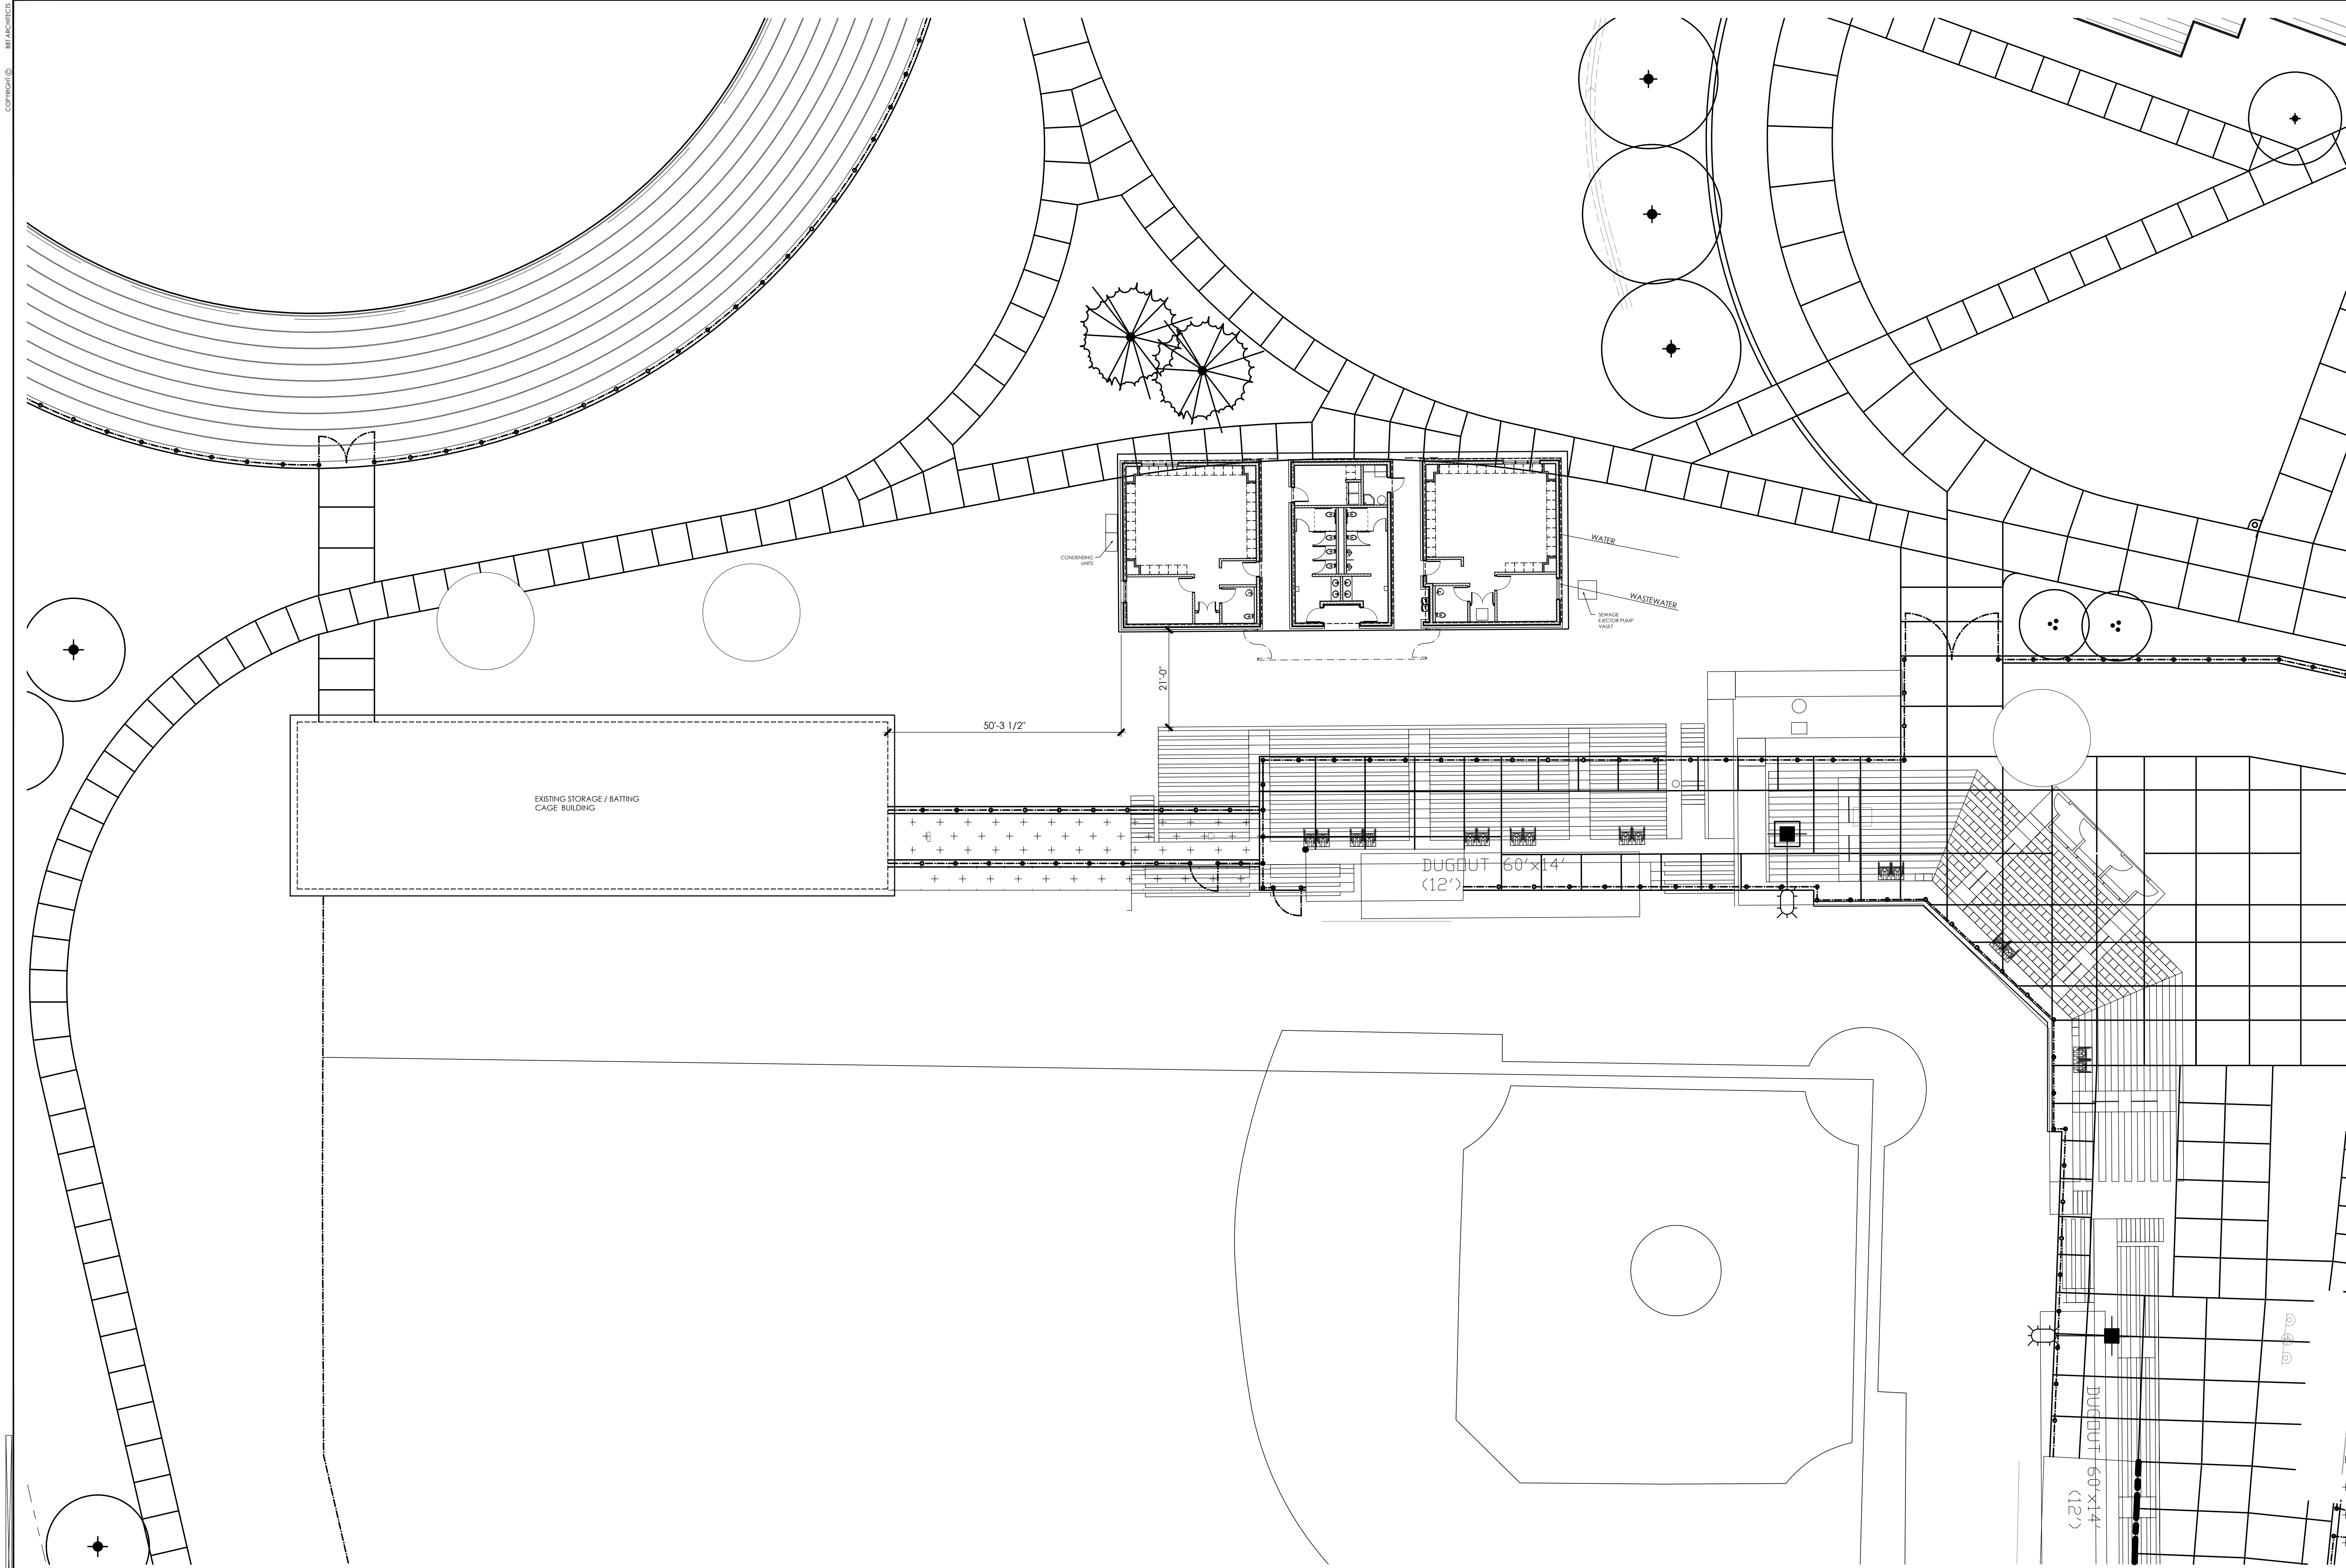 COPYRIGHT © BBT ARCHITECTS
CONDENSING
UNITS
WATER
WASTEWATER
SEWAGE
EJECTOR PUMP
VAULT
21'-0"
50'-3 1/2"
EXISTING STORAGE / BATTING
CAGE BUILDING
DUGOUT 60'x14'
(12')
DUGOUT 60'x14'
(12')